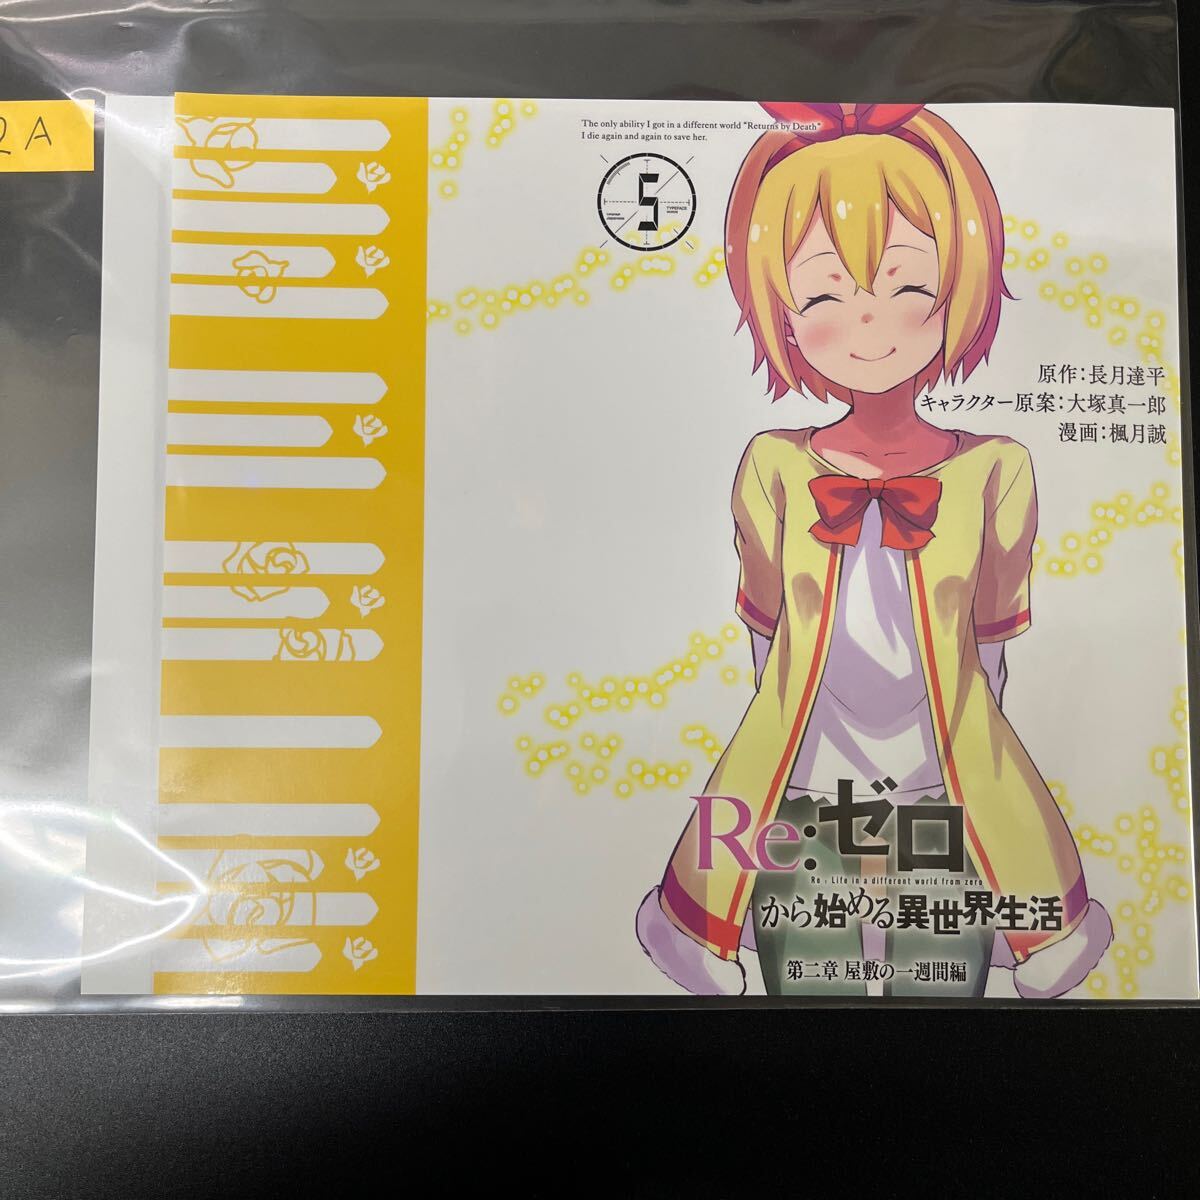 2A
The only ability I got in a different world "Returns by Death"
I die again and again to save her.
5
TYPEFACE
原作：長月達平
キャラクター原案：大塚真一郎
漫画：楓月誠
Re:ゼロ
Re : Life in a different world from zero
から始める異世界生活
第二章 屋敷の一週間編